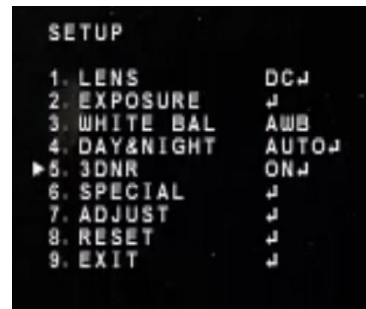 SETUP
1. LENS DC↲
2. EXPOSURE ↲
3. WHITE BAL AWB
4. DAY&NIGHT AUTO↲
▶5. 3DNR ON↲
6. SPECIAL ↲
7. ADJUST ↲
8. RESET ↲
9. EXIT ↲